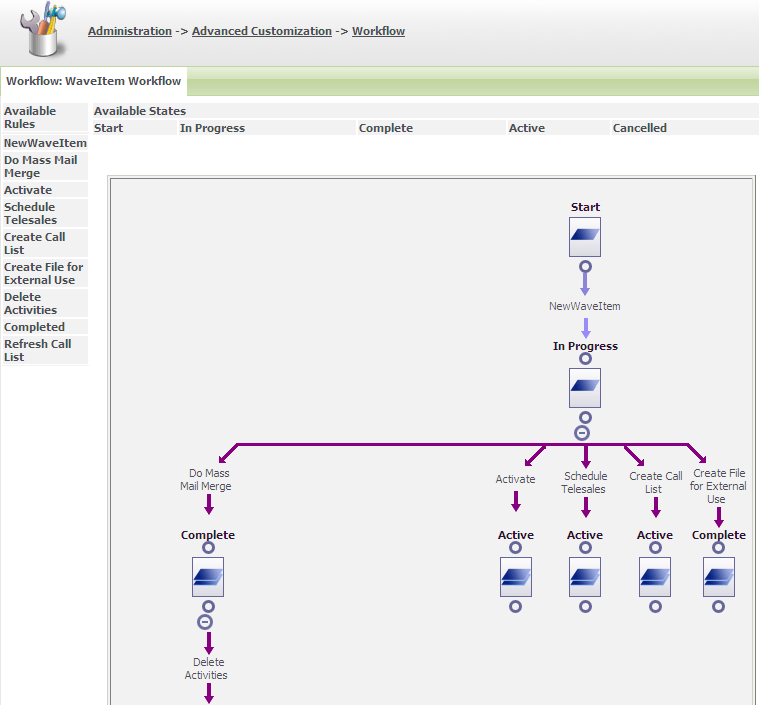 Administration -> Advanced Customization -> Workflow
Workflow: WaveItem Workflow
Available
Rules
NewWaveItem
Do Mass Mail
Merge
Activate
Schedule
Telesales
Create Call
List
Create File for
External Use
Delete
Activities
Completed
Refresh Call
List
Available States
Start In Progress Complete Active Cancelled
Start
NewWaveItem
In Progress
Do Mass
Mail Merge
Activate
Schedule
Telesales
Create Call
List
Create File
for External
Use
Complete Active Active Active Complete
Delete
Activities